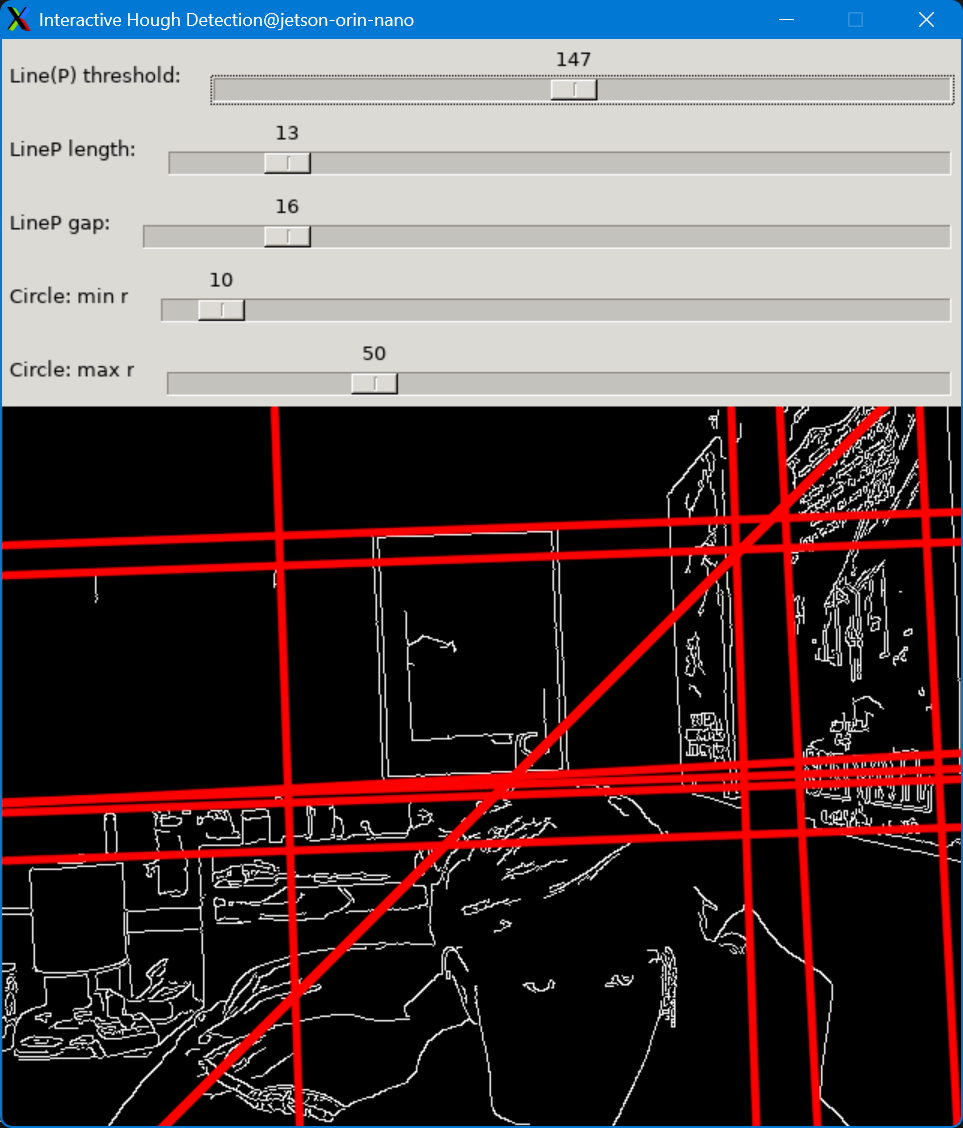 Interactive Hough Detection@jetson-orin-nano
Line(P) threshold:
147
LineP length:
13
LineP gap:
16
Circle: min r
10
Circle: max r
50